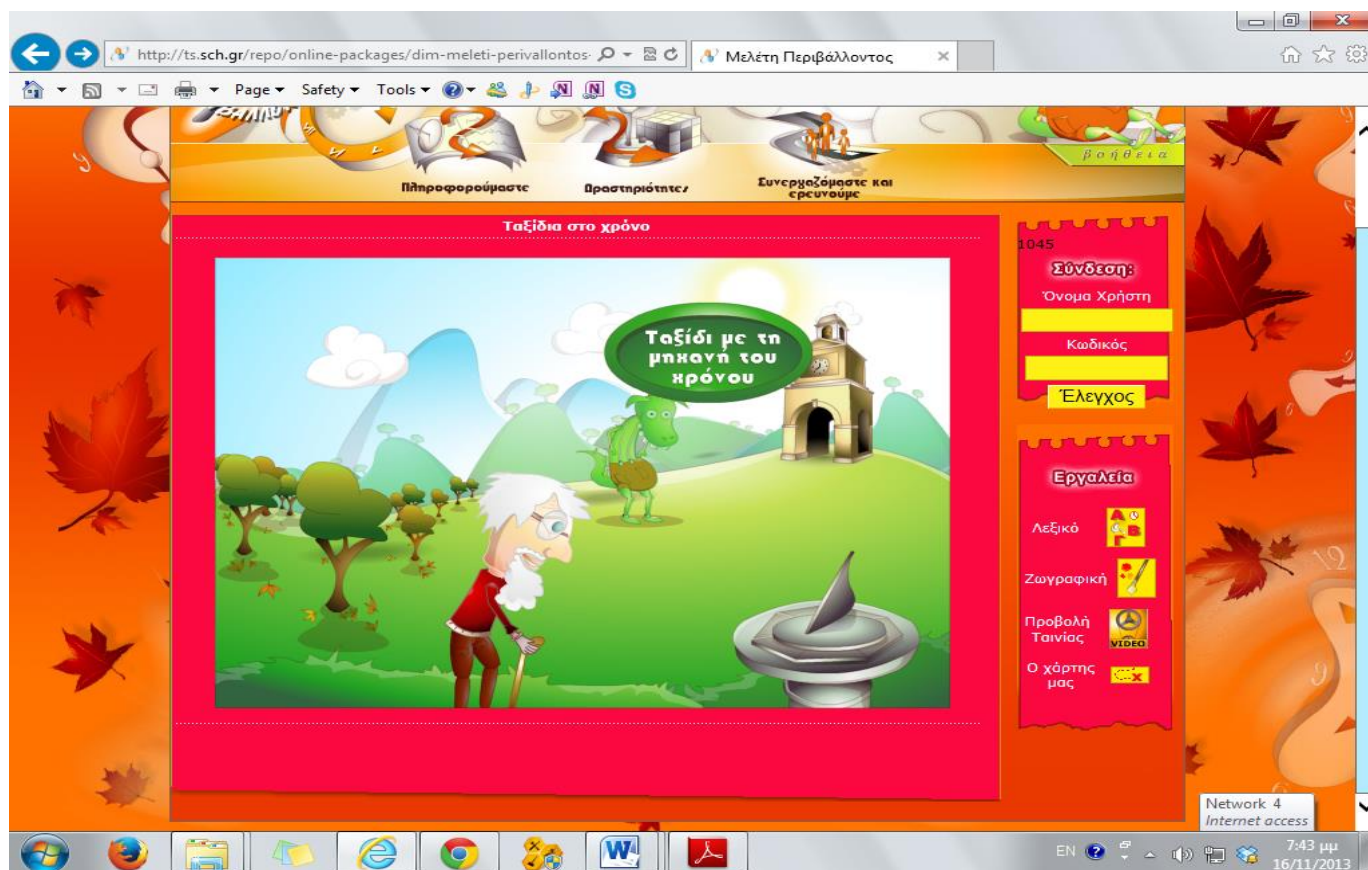 http://ts.sch.gr/repo/online-packages/dim-meleti-perivallontos-
Μελέτη Περιβάλλοντος
Page Safety Tools
βοήθεια
Πληροφορούμαστε
Δραστηριότητες
Συνεργαζόμαστε και
ερευνούμε
Ταξίδια στο χρόνο
Ταξίδι με τη
μηχανή του
χρόνου
1045
Σύνδεση:
Όνομα Χρήστη
Κωδικός
Έλεγχος
Εργαλεία
Λεξικό
Α
Β
Γ
Ζωγραφική
Προβολή
Ταινίας
VIDEO
Ο χάρτης
μας
Network 4
Internet access
EN
7:43 μμ
16/11/2013